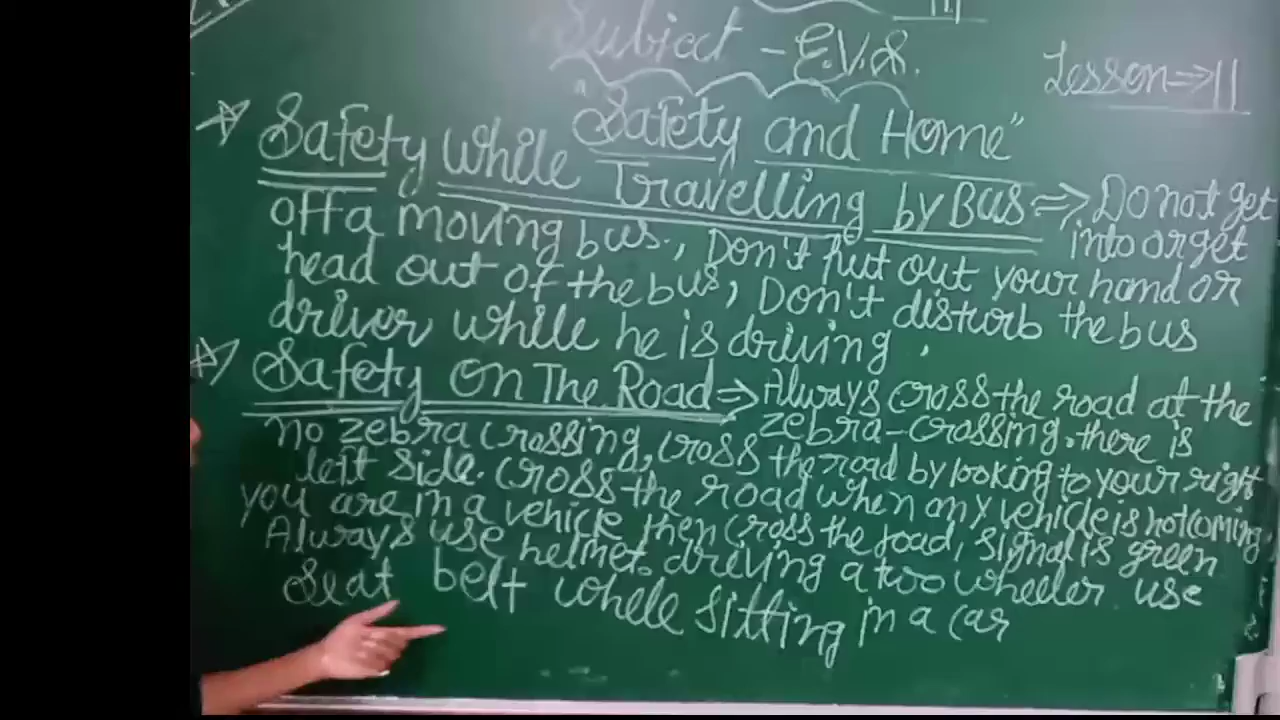 Subject - E.V.S.
Lesson => 11
"Safety and Home"
Safety while Travelling by Bus => Do not get
into or get
off a moving bus., Don't put out your hand or
head out of the bus, Don't disturb the bus
driver while he is driving.
Safety On The Road => Always cross the road at the
zebra-crossing. there is
no zebra crossing, cross the road by looking to your right
left side. Cross the road when any vehicle is not coming.
you are in a vehicle then cross the road, signal is green
Always use helmet. driving a too wheeler use
Seat belt while sitting in a car